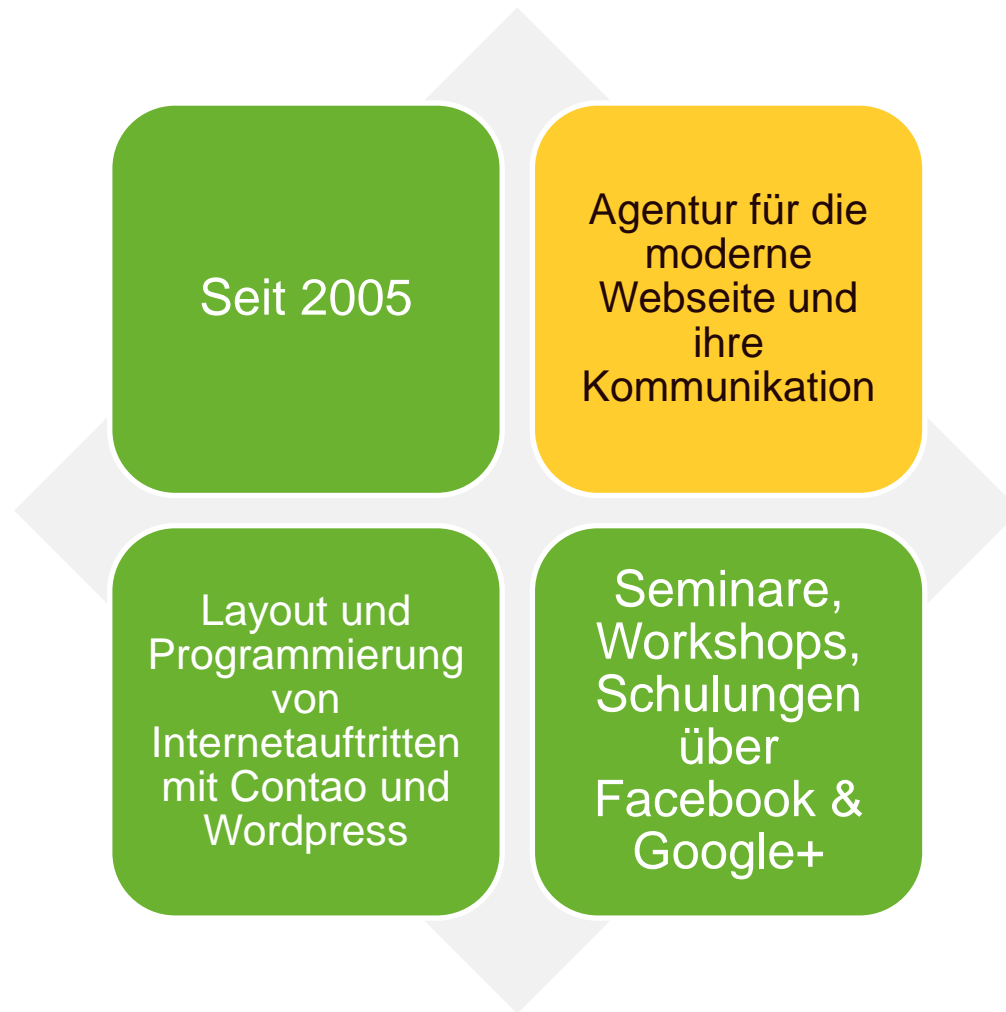 Seit 2005
Agentur für die
moderne
Webseite und
ihre
Kommunikation
Layout und
Programmierung
von
Internetauftritten
mit Contao und
Wordpress
Seminare,
Workshops,
Schulungen
über
Facebook &
Google+